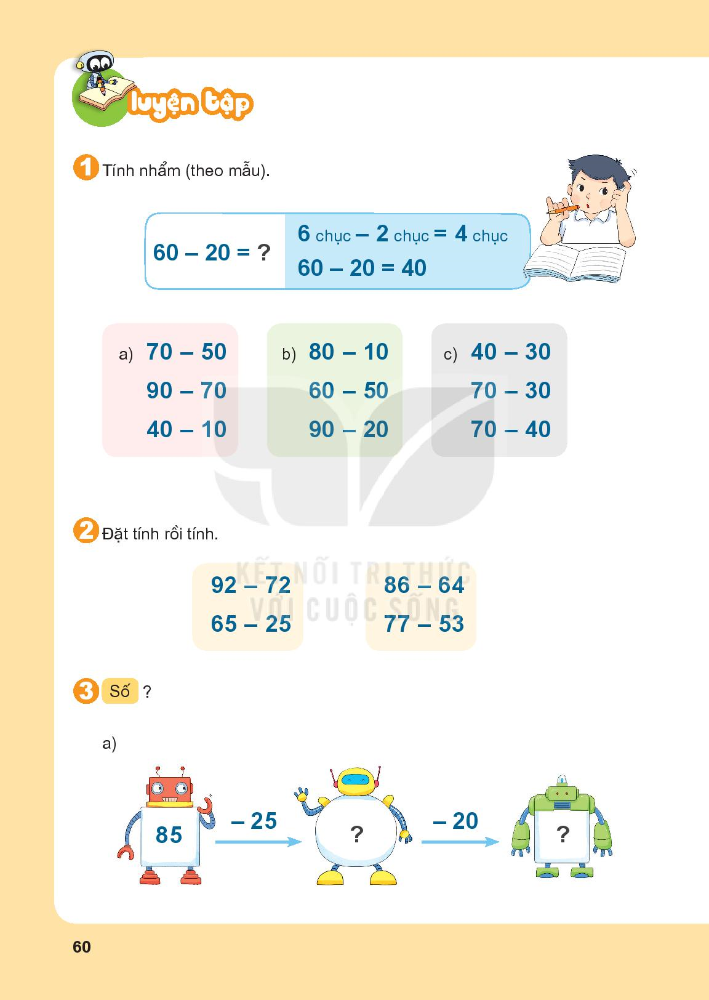 luyện tập
1 Tính nhẩm (theo mẫu).
60 – 20 = ?
6 chục – 2 chục = 4 chục
60 – 20 = 40
a) 70 – 50
90 – 70
40 – 10
b) 80 – 10
60 – 50
90 – 20
c) 40 – 30
70 – 30
70 – 40
2 Đặt tính rồi tính.
KẾT NỐI TRI THỨC
VỚI CUỘC SỐNG
92 – 72
65 – 25
86 – 64
77 – 53
3 Số ?
a)
85
– 25
?
– 20
?
60